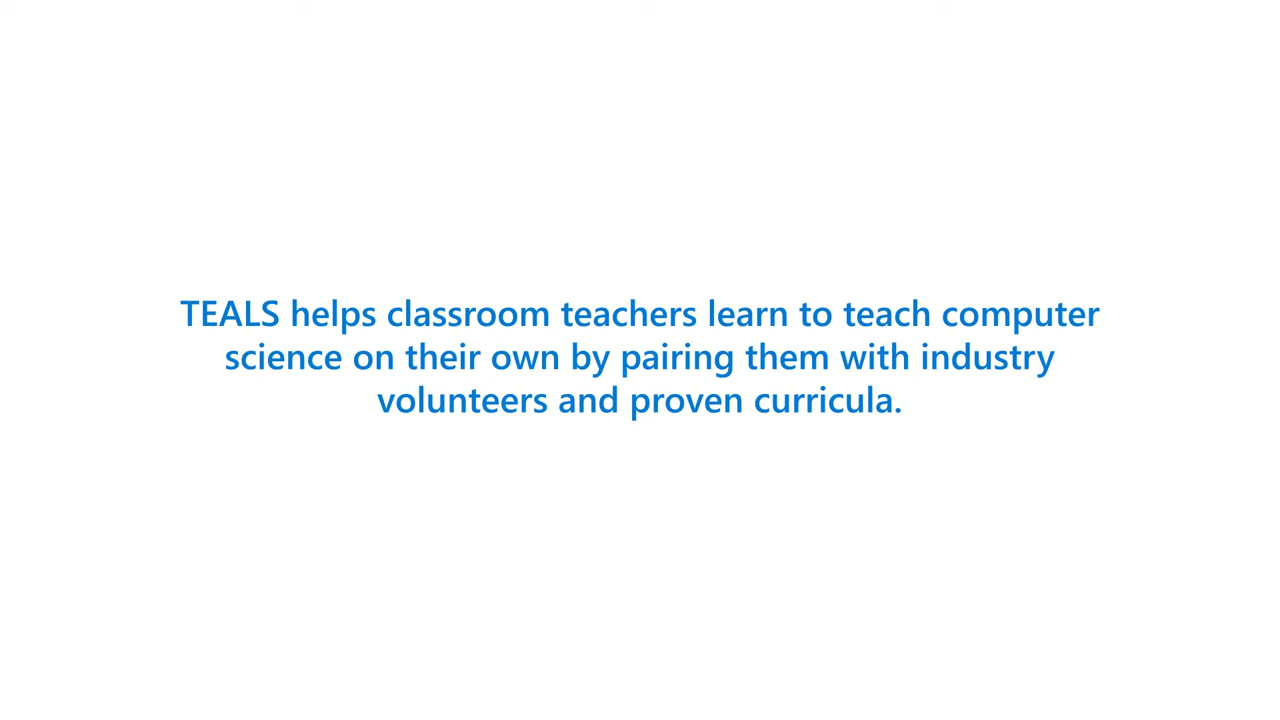 TEALS helps classroom teachers learn to teach computer
science on their own by pairing them with industry
volunteers and proven curricula.